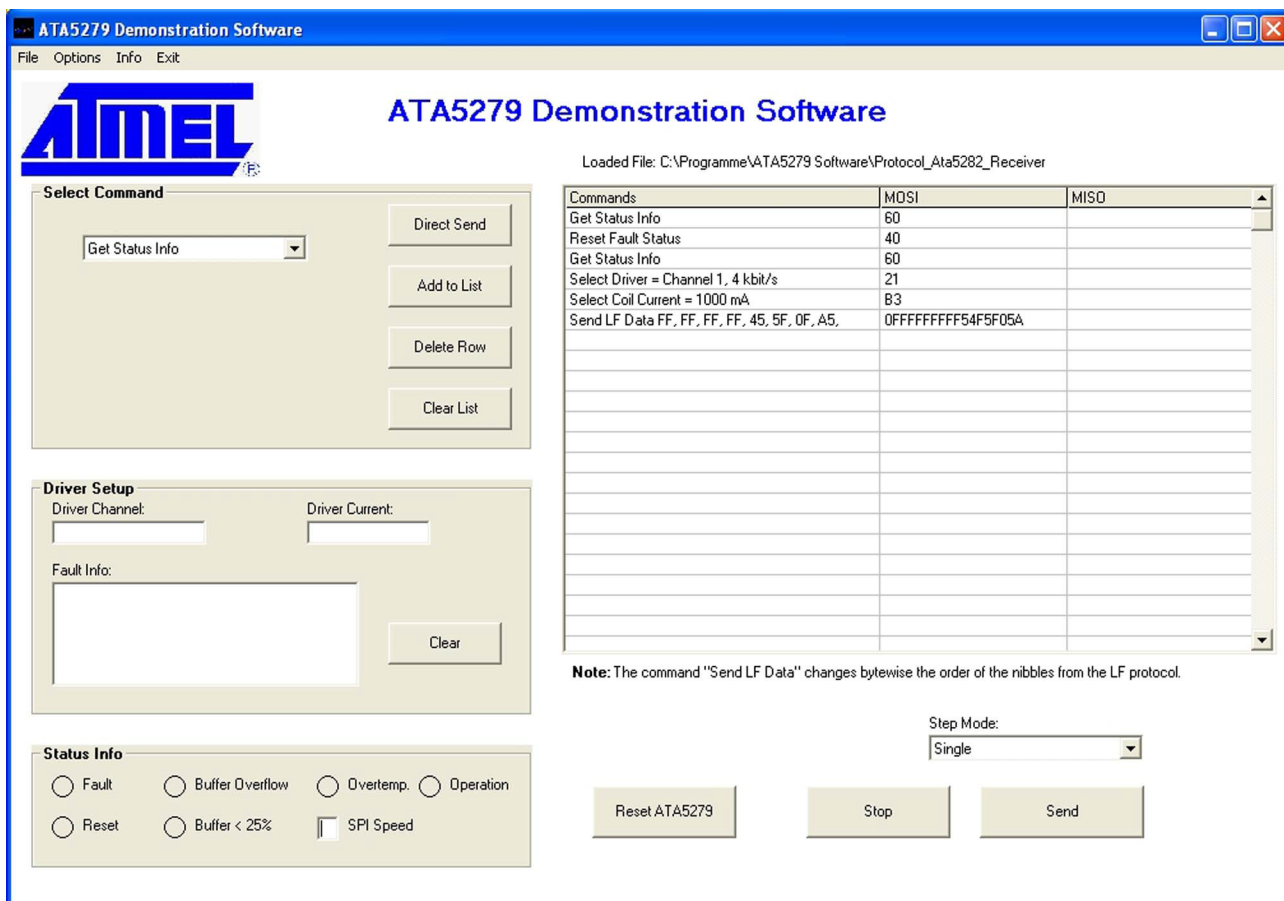 ATA5279 Demonstration Software
File Options Info Exit
ATMEL ®
ATA5279 Demonstration Software
Loaded File: C:\Programme\ATA5279 Software\Protocol_Ata5282_Receiver
Select Command
Get Status Info
Direct Send
Add to List
Delete Row
Clear List
Commands MOSI MISO
Get Status Info 60
Reset Fault Status 40
Get Status Info 60
Select Driver = Channel 1, 4 kbit/s 21
Select Coil Current = 1000 mA B3
Send LF Data FF, FF, FF, FF, 45, 5F, 0F, A5, 0FFFFFFFFF54F5F05A
Driver Setup
Driver Channel: Driver Current:
Fault Info:
Clear
Note: The command "Send LF Data" changes bytewise the order of the nibbles from the LF protocol.
Status Info
Fault Buffer Overflow Overtemp. Operation
Reset Buffer < 25% SPI Speed
Step Mode:
Single
Reset ATA5279 Stop Send